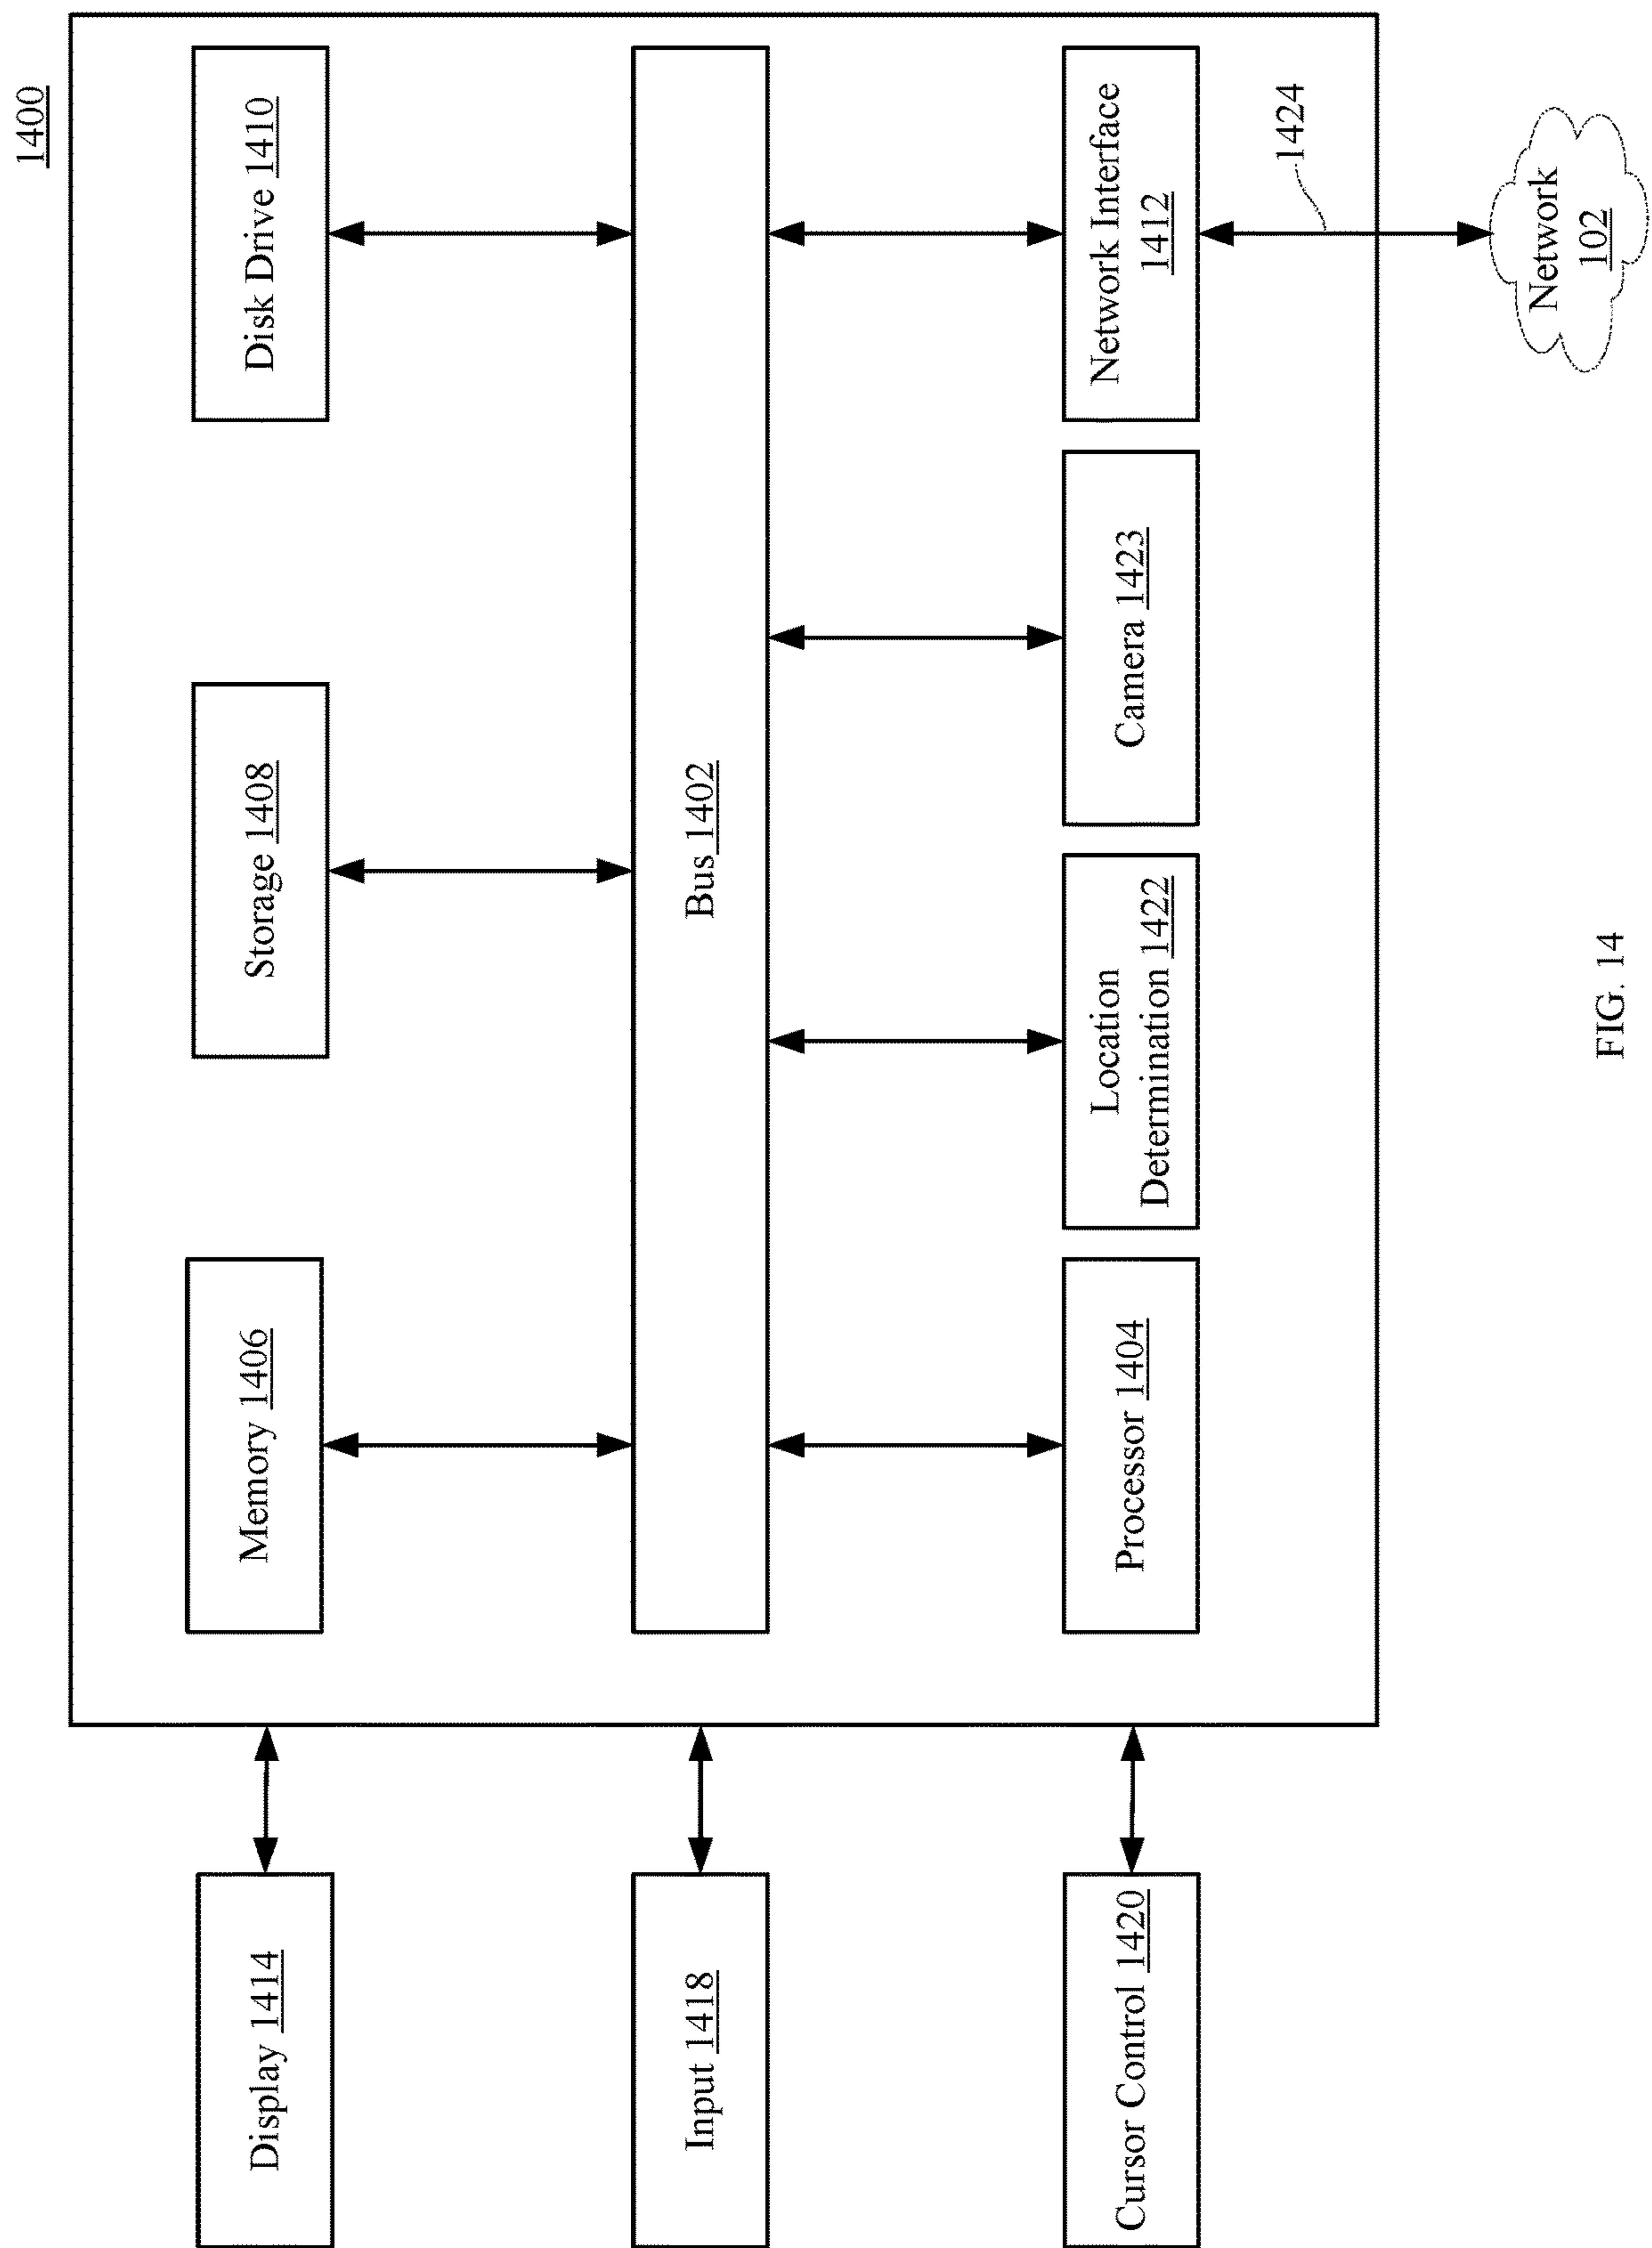 1400
Display 1414
Memory 1406
Storage 1408
Disk Drive 1410
Input 1418
Bus 1402
Cursor Control 1420
Processor 1404
Location
Determination 1422
Camera 1423
Network Interface
1412
1424
Network
102
FIG. 14